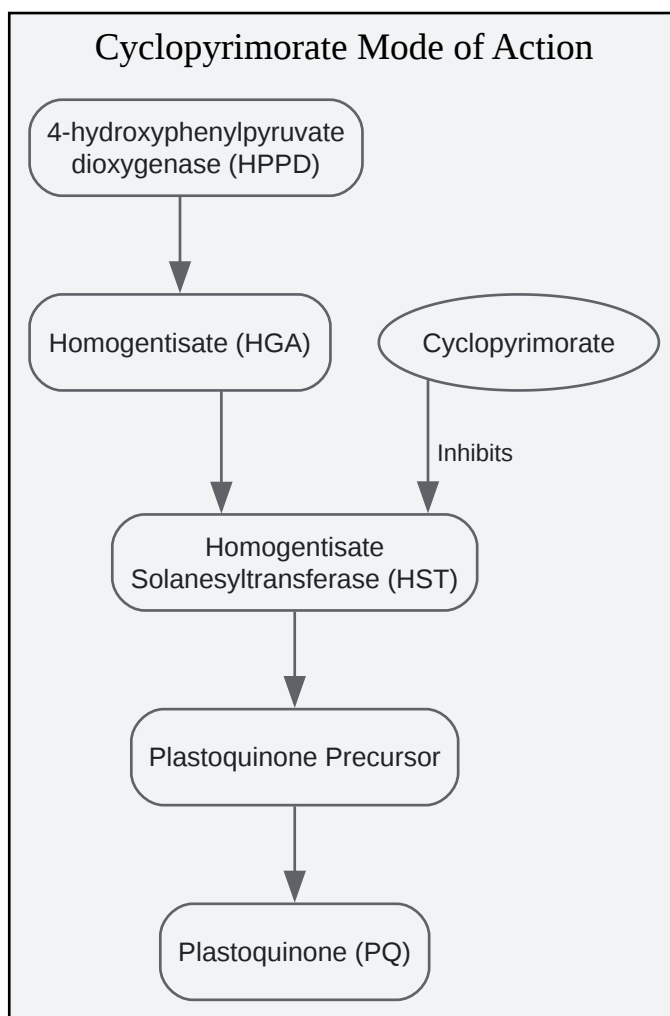 Cyclopyrimorate Mode of Action
4-hydroxyphenylpyruvate
dioxygenase (HPPD)
Homogentisate (HGA)
Cyclopyrimorate
Inhibits
Homogentisate
Solanesyltransferase (HST)
Plastoquinone Precursor
Plastoquinone (PQ)